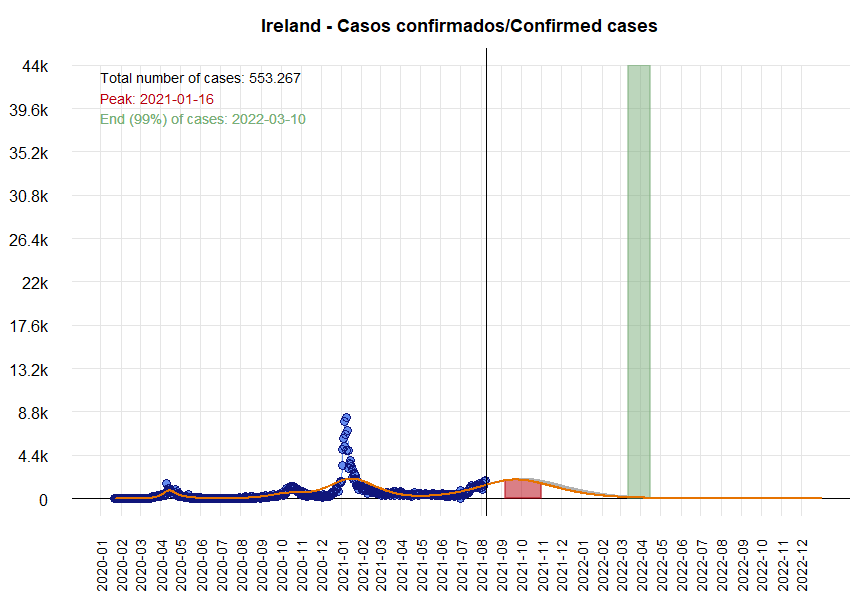 Ireland - Casos confirmados/Confirmed cases
Total number of cases: 553.267
Peak: 2021-01-16
End (99%) of cases: 2022-03-10
44k
39.6k
35.2k
30.8k
26.4k
22k
17.6k
13.2k
8.8k
4.4k
0
2020-01
2020-02
2020-03
2020-04
2020-05
2020-06
2020-07
2020-08
2020-09
2020-10
2020-11
2020-12
2021-01
2021-02
2021-03
2021-04
2021-05
2021-06
2021-07
2021-08
2021-09
2021-10
2021-11
2021-12
2022-01
2022-02
2022-03
2022-04
2022-05
2022-06
2022-07
2022-08
2022-09
2022-10
2022-11
2022-12